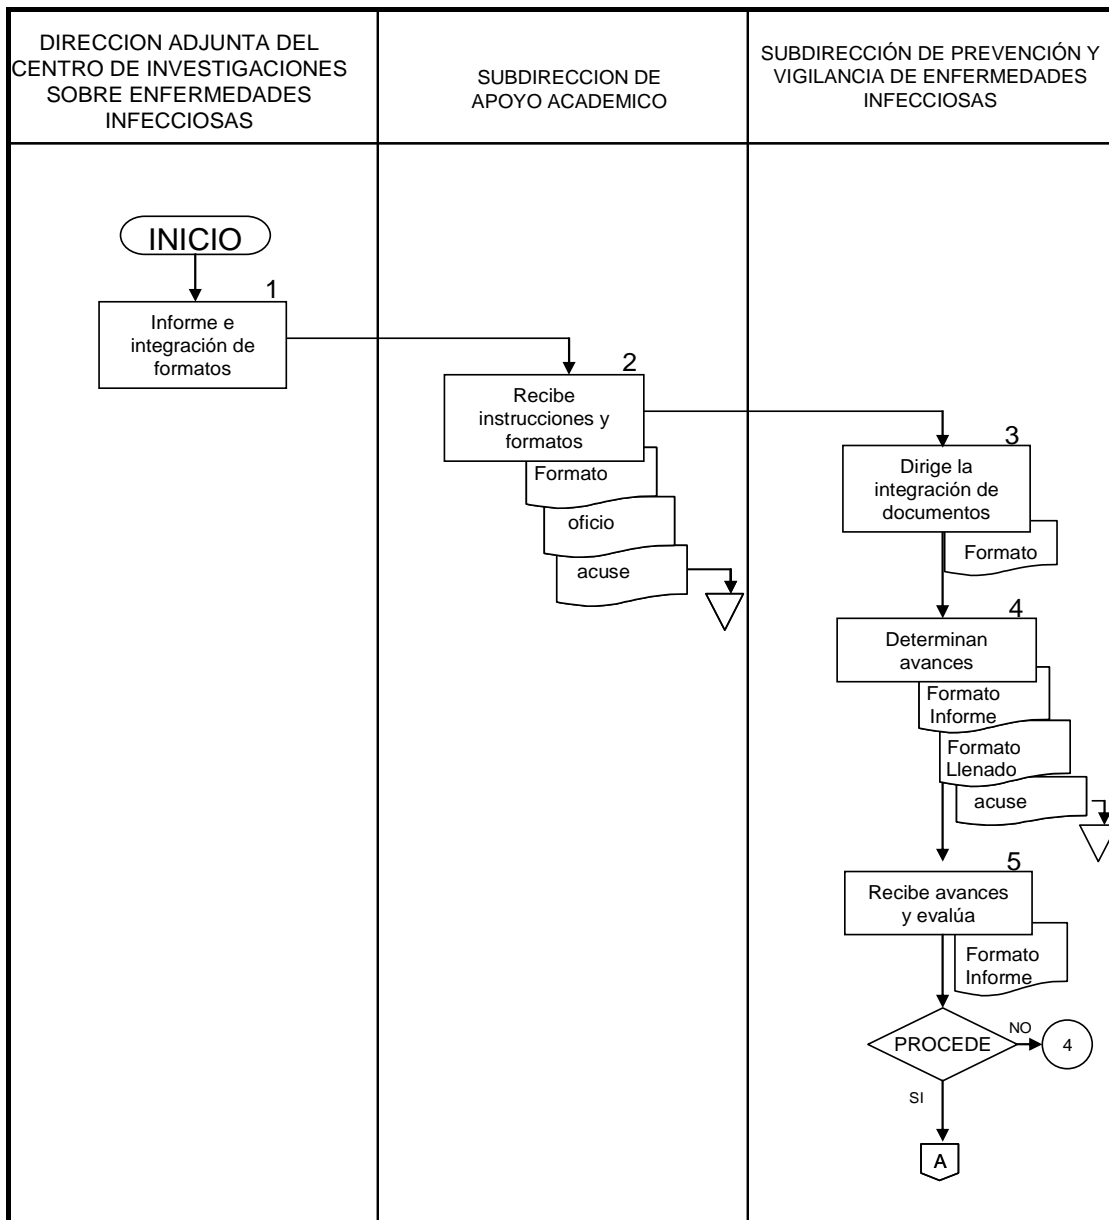 DIRECCION ADJUNTA DEL
CENTRO DE INVESTIGACIONES
SOBRE ENFERMEDADES
INFECCIOSAS
SUBDIRECCION DE
APOYO ACADEMICO
SUBDIRECCIÓN DE PREVENCIÓN Y
VIGILANCIA DE ENFERMEDADES
INFECCIOSAS
INICIO
1
Informe e
integración de
formatos
2
Recibe
instrucciones y
formatos
Formato
oficio
acuse
3
Dirige la
integración de
documentos
Formato
4
Determinan
avances
Formato
Informe
Formato
Llenado
acuse
5
Recibe avances
y evalúa
Formato
Informe
PROCEDE
NO
4
SI
A